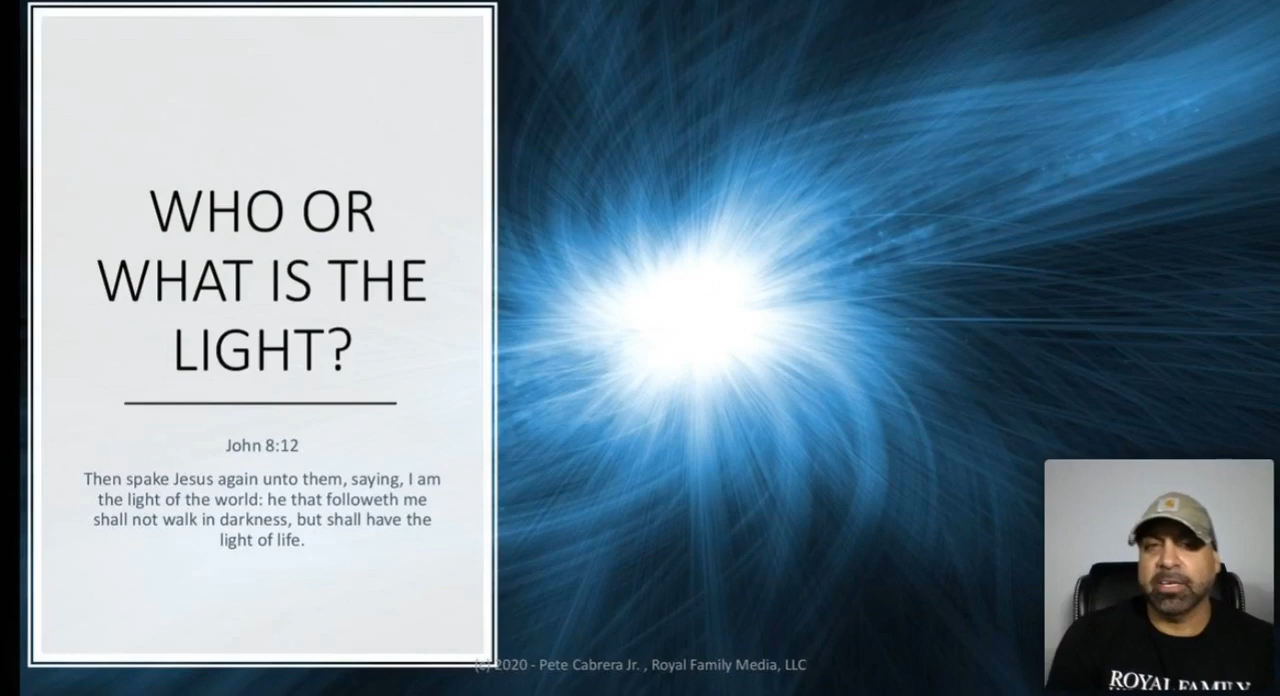 WHO OR
WHAT IS THE
LIGHT?
John 8:12
Then spake Jesus again unto them, saying, I am
the light of the world: he that followeth me
shall not walk in darkness, but shall have the
light of life.
(c) 2020 - Pete Cabrera Jr. , Royal Family Media, LLC
ROYAL FAMILY